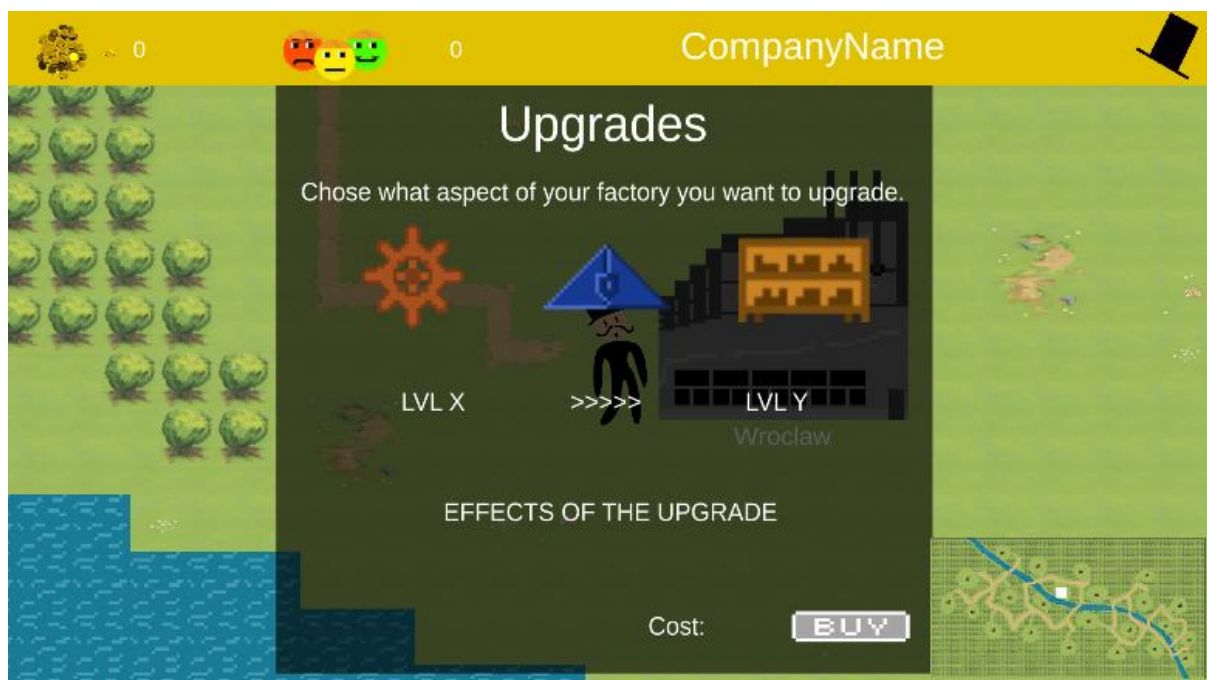 0
0
CompanyName
Upgrades
Chose what aspect of your factory you want to upgrade.
LVL X
>>>>>
LVL Y
Wroclaw
EFFECTS OF THE UPGRADE
Cost:
BUY